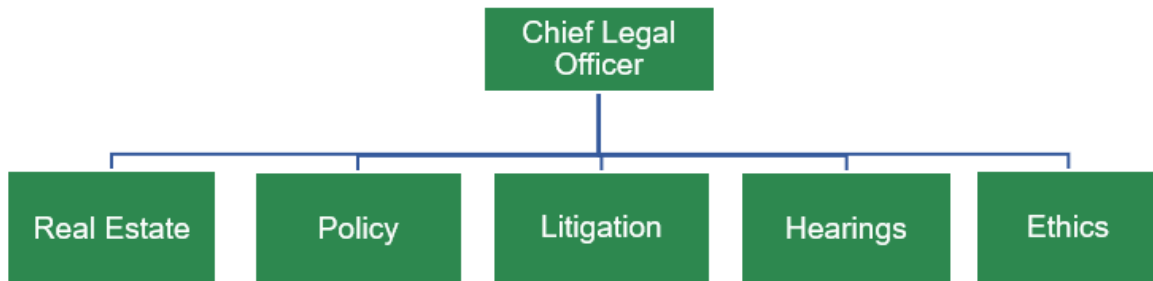 Chief Legal
Officer
Real Estate
Policy
Litigation
Hearings
Ethics